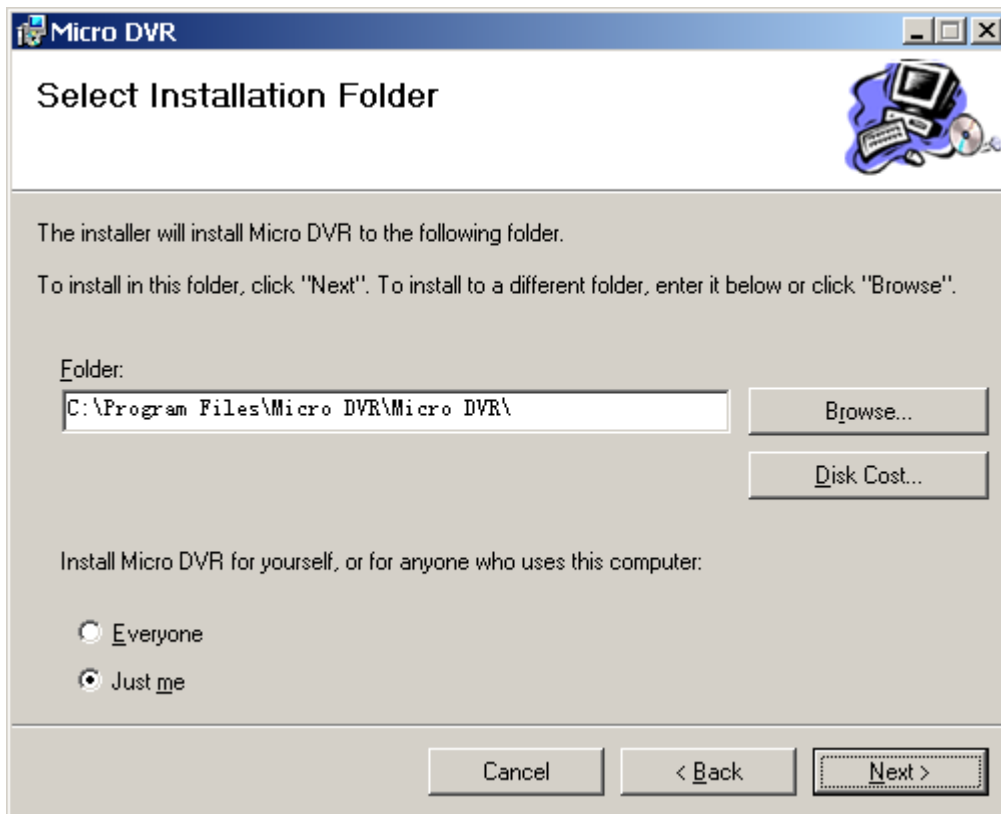 Micro DVR
Select Installation Folder
The installer will install Micro DVR to the following folder.
To install in this folder, click "Next". To install to a different folder, enter it below or click "Browse".
Folder:
C:\Program Files\Micro DVR\Micro DVR\
Browse...
Disk Cost...
Install Micro DVR for yourself, or for anyone who uses this computer:
Everyone
Just me
Cancel
< Back
Next >